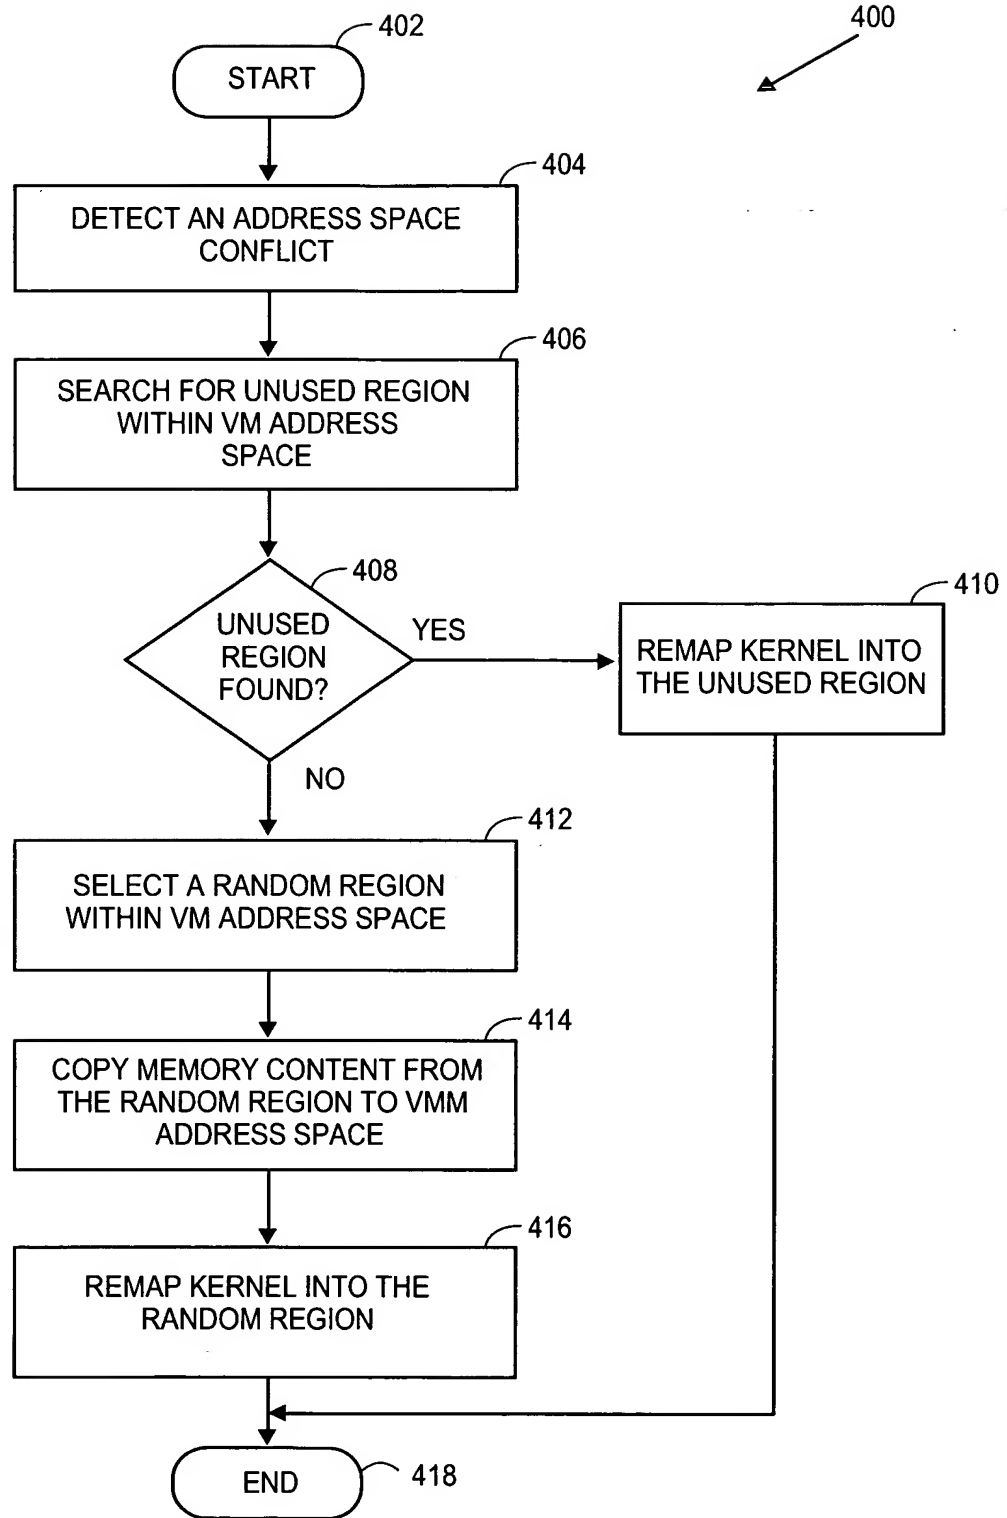 400
402
START
404
DETECT AN ADDRESS SPACE
CONFLICT
406
SEARCH FOR UNUSED REGION
WITHIN VM ADDRESS
SPACE
408
UNUSED
REGION
FOUND?
YES
410
REMAP KERNEL INTO
THE UNUSED REGION
NO
412
SELECT A RANDOM REGION
WITHIN VM ADDRESS SPACE
414
COPY MEMORY CONTENT FROM
THE RANDOM REGION TO VMM
ADDRESS SPACE
416
REMAP KERNEL INTO THE
RANDOM REGION
END
418